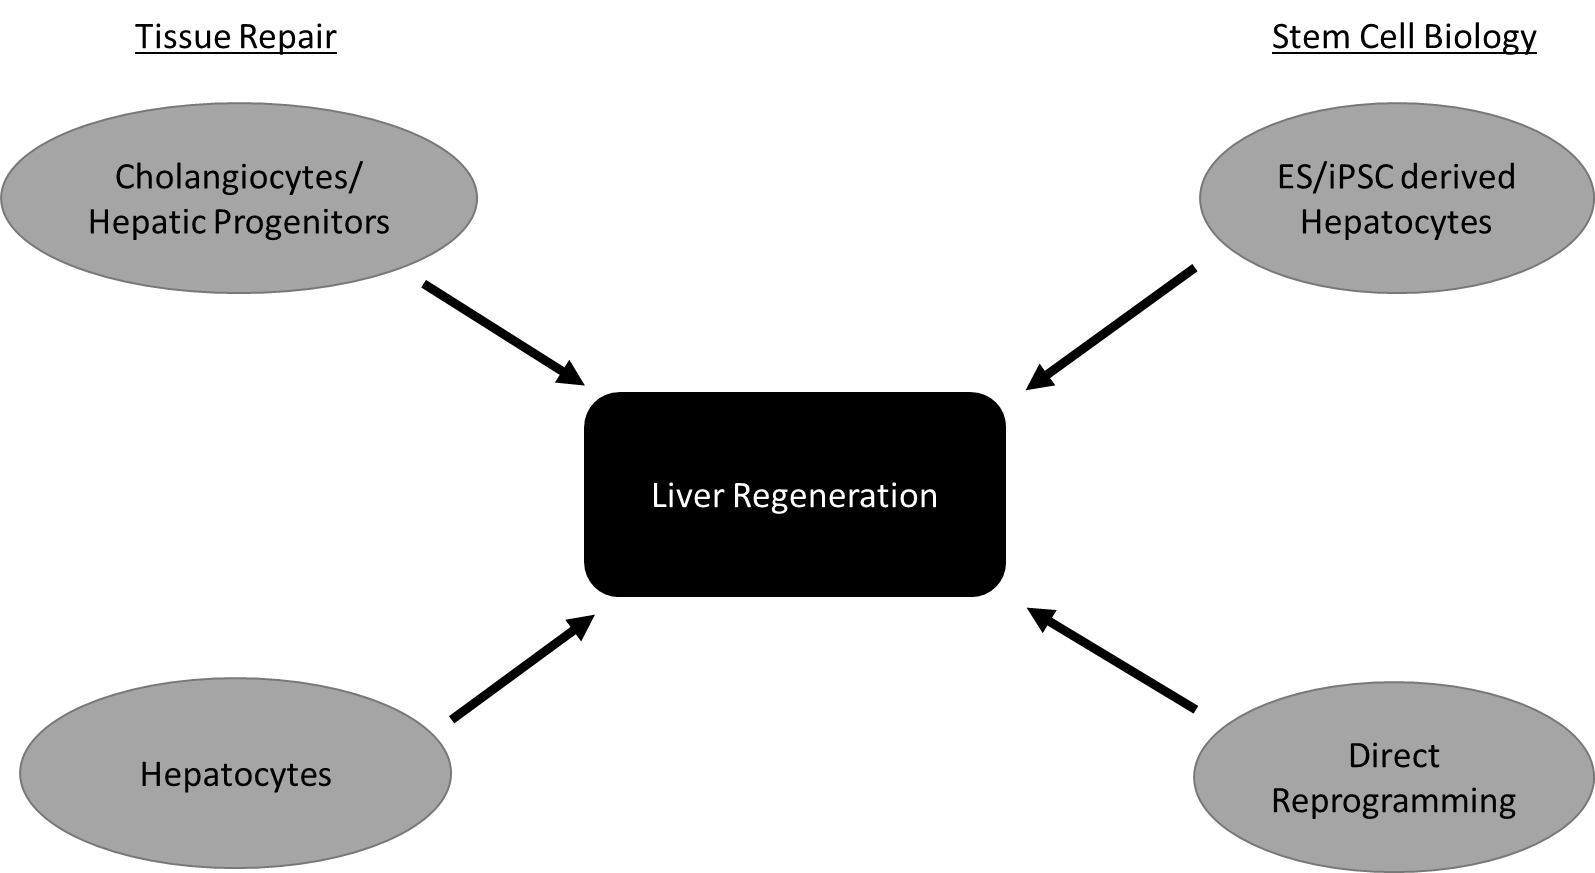 Tissue Repair
Stem Cell Biology
Cholangiocytes/
Hepatic Progenitors
ES/iPSC derived
Hepatocytes
Liver Regeneration
Hepatocytes
Direct
Reprogramming